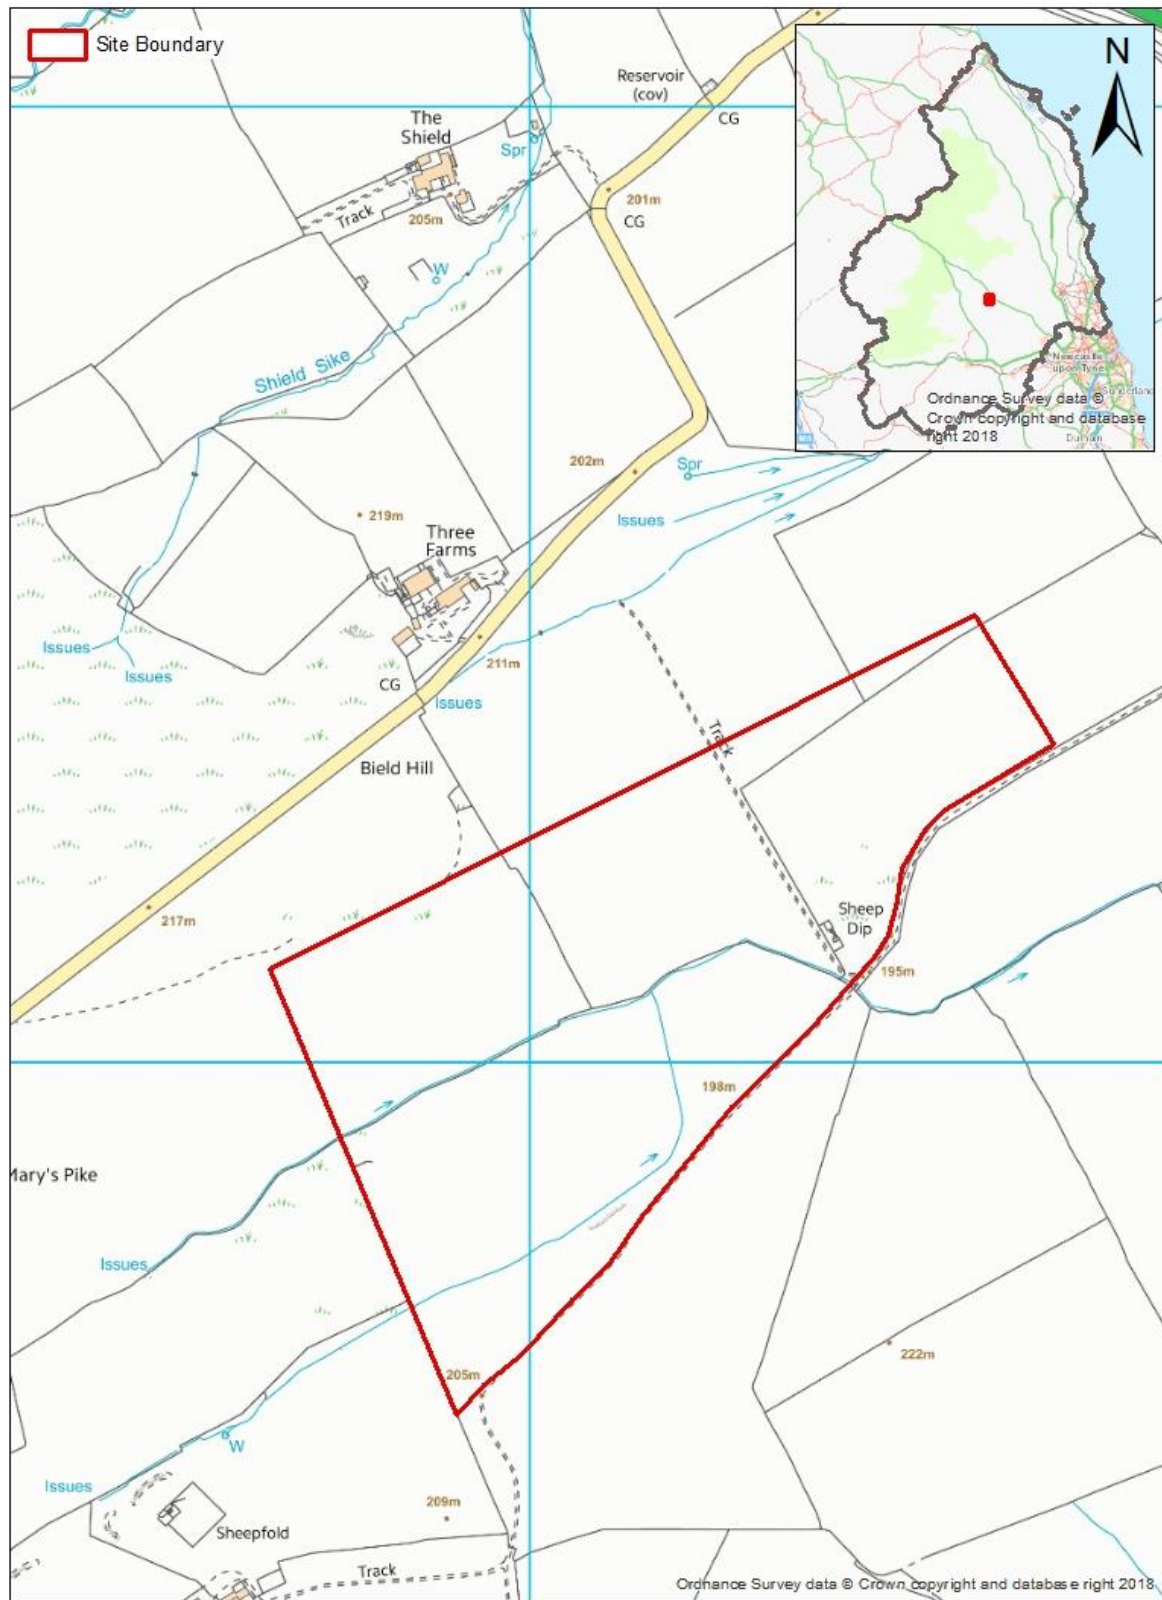 Site Boundary
N
Reservoir
(cov)
CG
The
Shield
Spr
Track
205m
201m
CG
W
Shield Sike
Newcastle
upon Tyne
Sunderland
Ordnance Survey data ©
Crown copyright and database
right 2018
Durham
202m
Spr
219m
Issues
Three
Farms
Issues
Issues
211m
CG
Issues
Track
Bield Hill
217m
Sheep
Dip
195m
198m
Mary's Pike
Issues
222m
205m
W
Issues
209m
Sheepfold
Track
Ordnance Survey data © Crown copyright and database right 2018